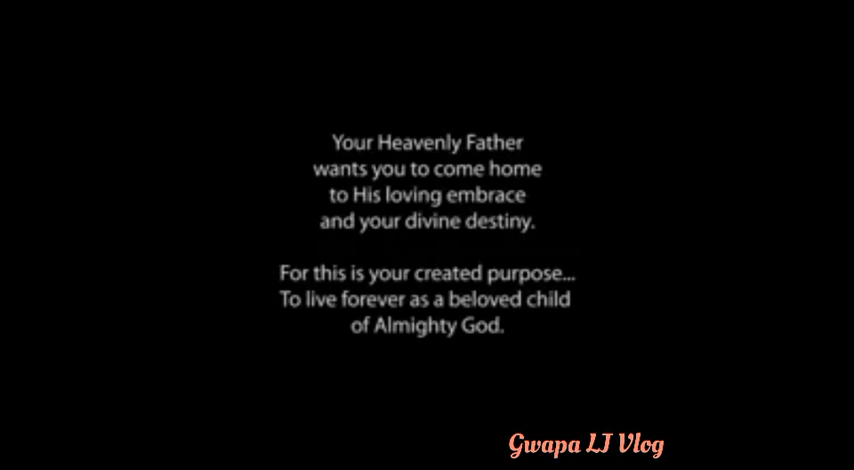 Your Heavenly Father
wants you to come home
to His loving embrace
and your divine destiny.
For this is your created purpose...
To live forever as a beloved child
of Almighty God.
Gwapa LJ Vlog